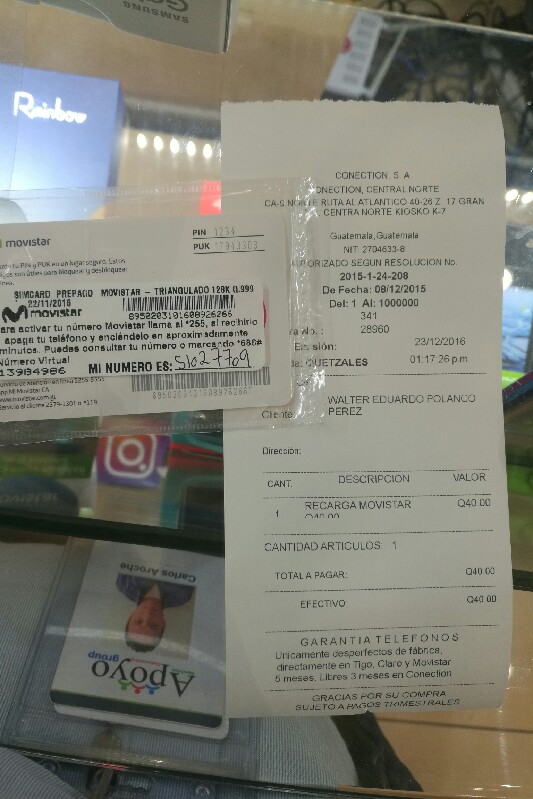 SAMSUNG
Rainbow
movistar
PIN 1234
PUK
SIMCARD PREPAGO MOVISTAR - TRIANGULADO 128K Q.999
22/11/2016
Movistar
8950203101608976266
para activar tu número Movistar llama al *255, al recibirlo
apaga tu teléfono y enciéndelo en aproximadamente
minutos. Puedes consultar tu número o marcando *686#
Número Virtual
13984986
MI NUMERO ES: 51027709
8950203101608976266
CONECTION, S. A
CONECTION, CENTRAL NORTE
CA-9 NORTE RUTA AL ATLANTICO 40-26 Z. 17 GRAN
CENTRA NORTE KIOSKO K-7
Guatemala, Guatemala
NIT: 2704633-8
AUTORIZADO SEGUN RESOLUCION No.
2015-1-24-208
De Fecha: 08/12/2015
Del: 1 Al: 1000000
341
28960
23/12/2016
QUETZALES 01:17:26 p.m.
WALTER EDUARDO POLANCO
Cliente PEREZ
Dirección:
CANT. DESCRIPCION VALOR
1 RECARGA MOVISTAR Q40.00
Q40.00
CANTIDAD ARTICULOS: 1
TOTAL A PAGAR: Q40.00
EFECTIVO: Q40.00
GARANTIA TELEFONOS
Unicamente desperfectos de fábrica,
directamente en Tigo, Claro y Movistar
5 meses, Libres 3 meses en Conection
GRACIAS POR SU COMPRA
SUJETO A PAGOS TRIMESTRALES
Carlos Aroche
Apoyo
group